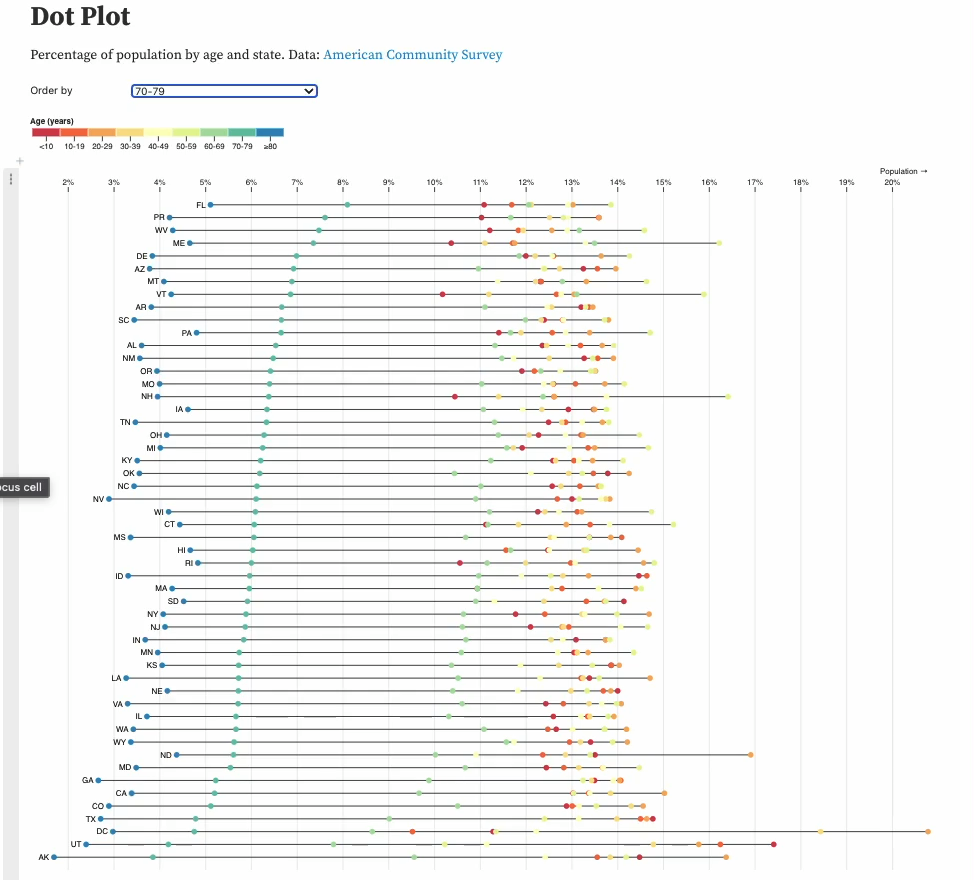 Dot Plot
Percentage of population by age and state. Data: American Community Survey
Order by 70-79
Age (years)
<10 10-19 20-29 30-39 40-49 50-59 60-69 70-79 ≥80
Population →
2% 3% 4% 5% 6% 7% 8% 9% 10% 11% 12% 13% 14% 15% 16% 17% 18% 19% 20%
FL
PR
WV
ME
DE
AZ
MT
VT
AR
SC
PA
AL
NM
OR
MO
NH
IA
TN
OH
MI
KY
OK
NC
ocus cell
NV
WI
CT
MS
HI
RI
ID
MA
SD
NY
NJ
IN
MN
KS
LA
NE
VA
IL
WA
WY
ND
MD
GA
CA
CO
TX
DC
UT
AK